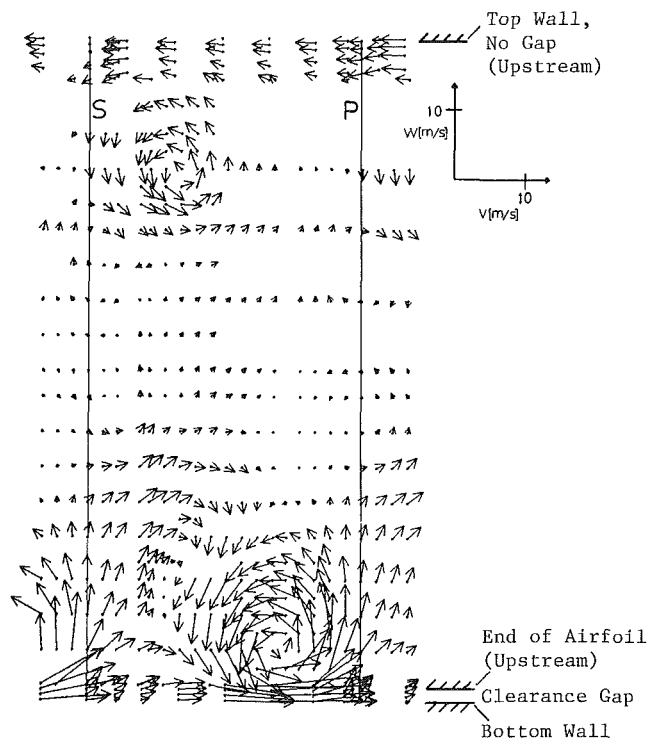 Top Wall,
No Gap
(Upstream)
S
P
10
W[m/s]
10
V[m/s]
End of Airfoil
(Upstream)
Clearance Gap
Bottom Wall